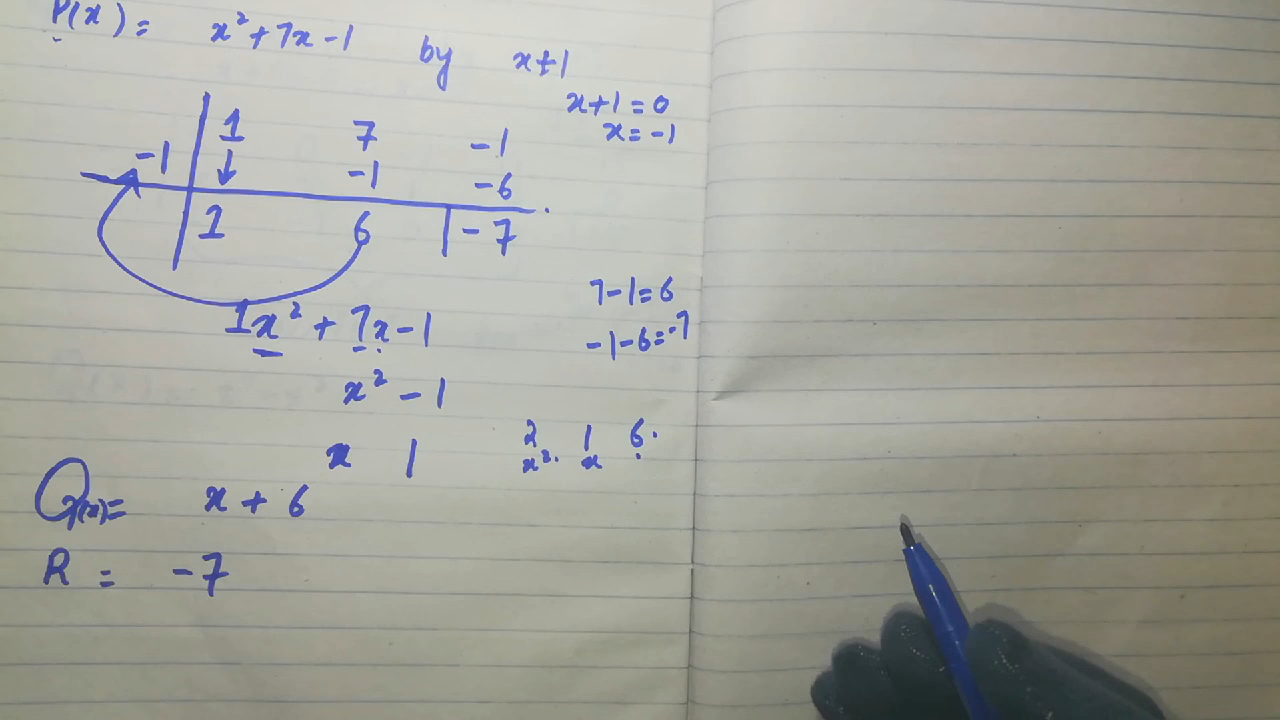 P(x) = x² + 7x - 1 by x+1
x+1 = 0
x = -1
1 7 -1
-1 ↓ -1 -6
1 6 -7
7-1=6
1x² + 7x - 1
-1-6=-7
x² - 1
2 1 6.
x 1 x². x
Q(x)= x + 6
R = -7